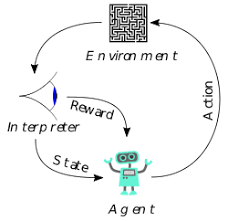 Environment
Reward
Interpreter
Action
State
Agent